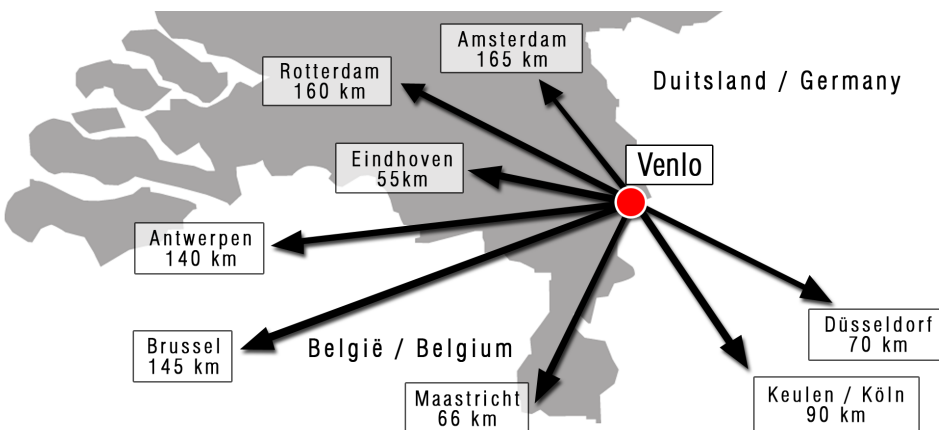 Amsterdam
165 km
Rotterdam
160 km
Duitsland / Germany
Eindhoven
55km
Venlo
Antwerpen
140 km
Brussel
145 km
België / Belgium
Düsseldorf
70 km
Maastricht
66 km
Keulen / Köln
90 km